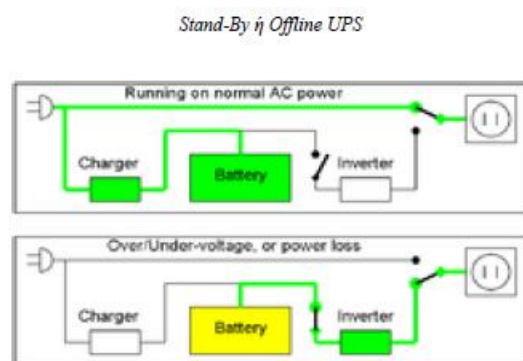 Stand-By ή Offline UPS
Running on normal AC power
Charger
Battery
Inverter
Over/Under-voltage, or power loss
Charger
Battery
Inverter